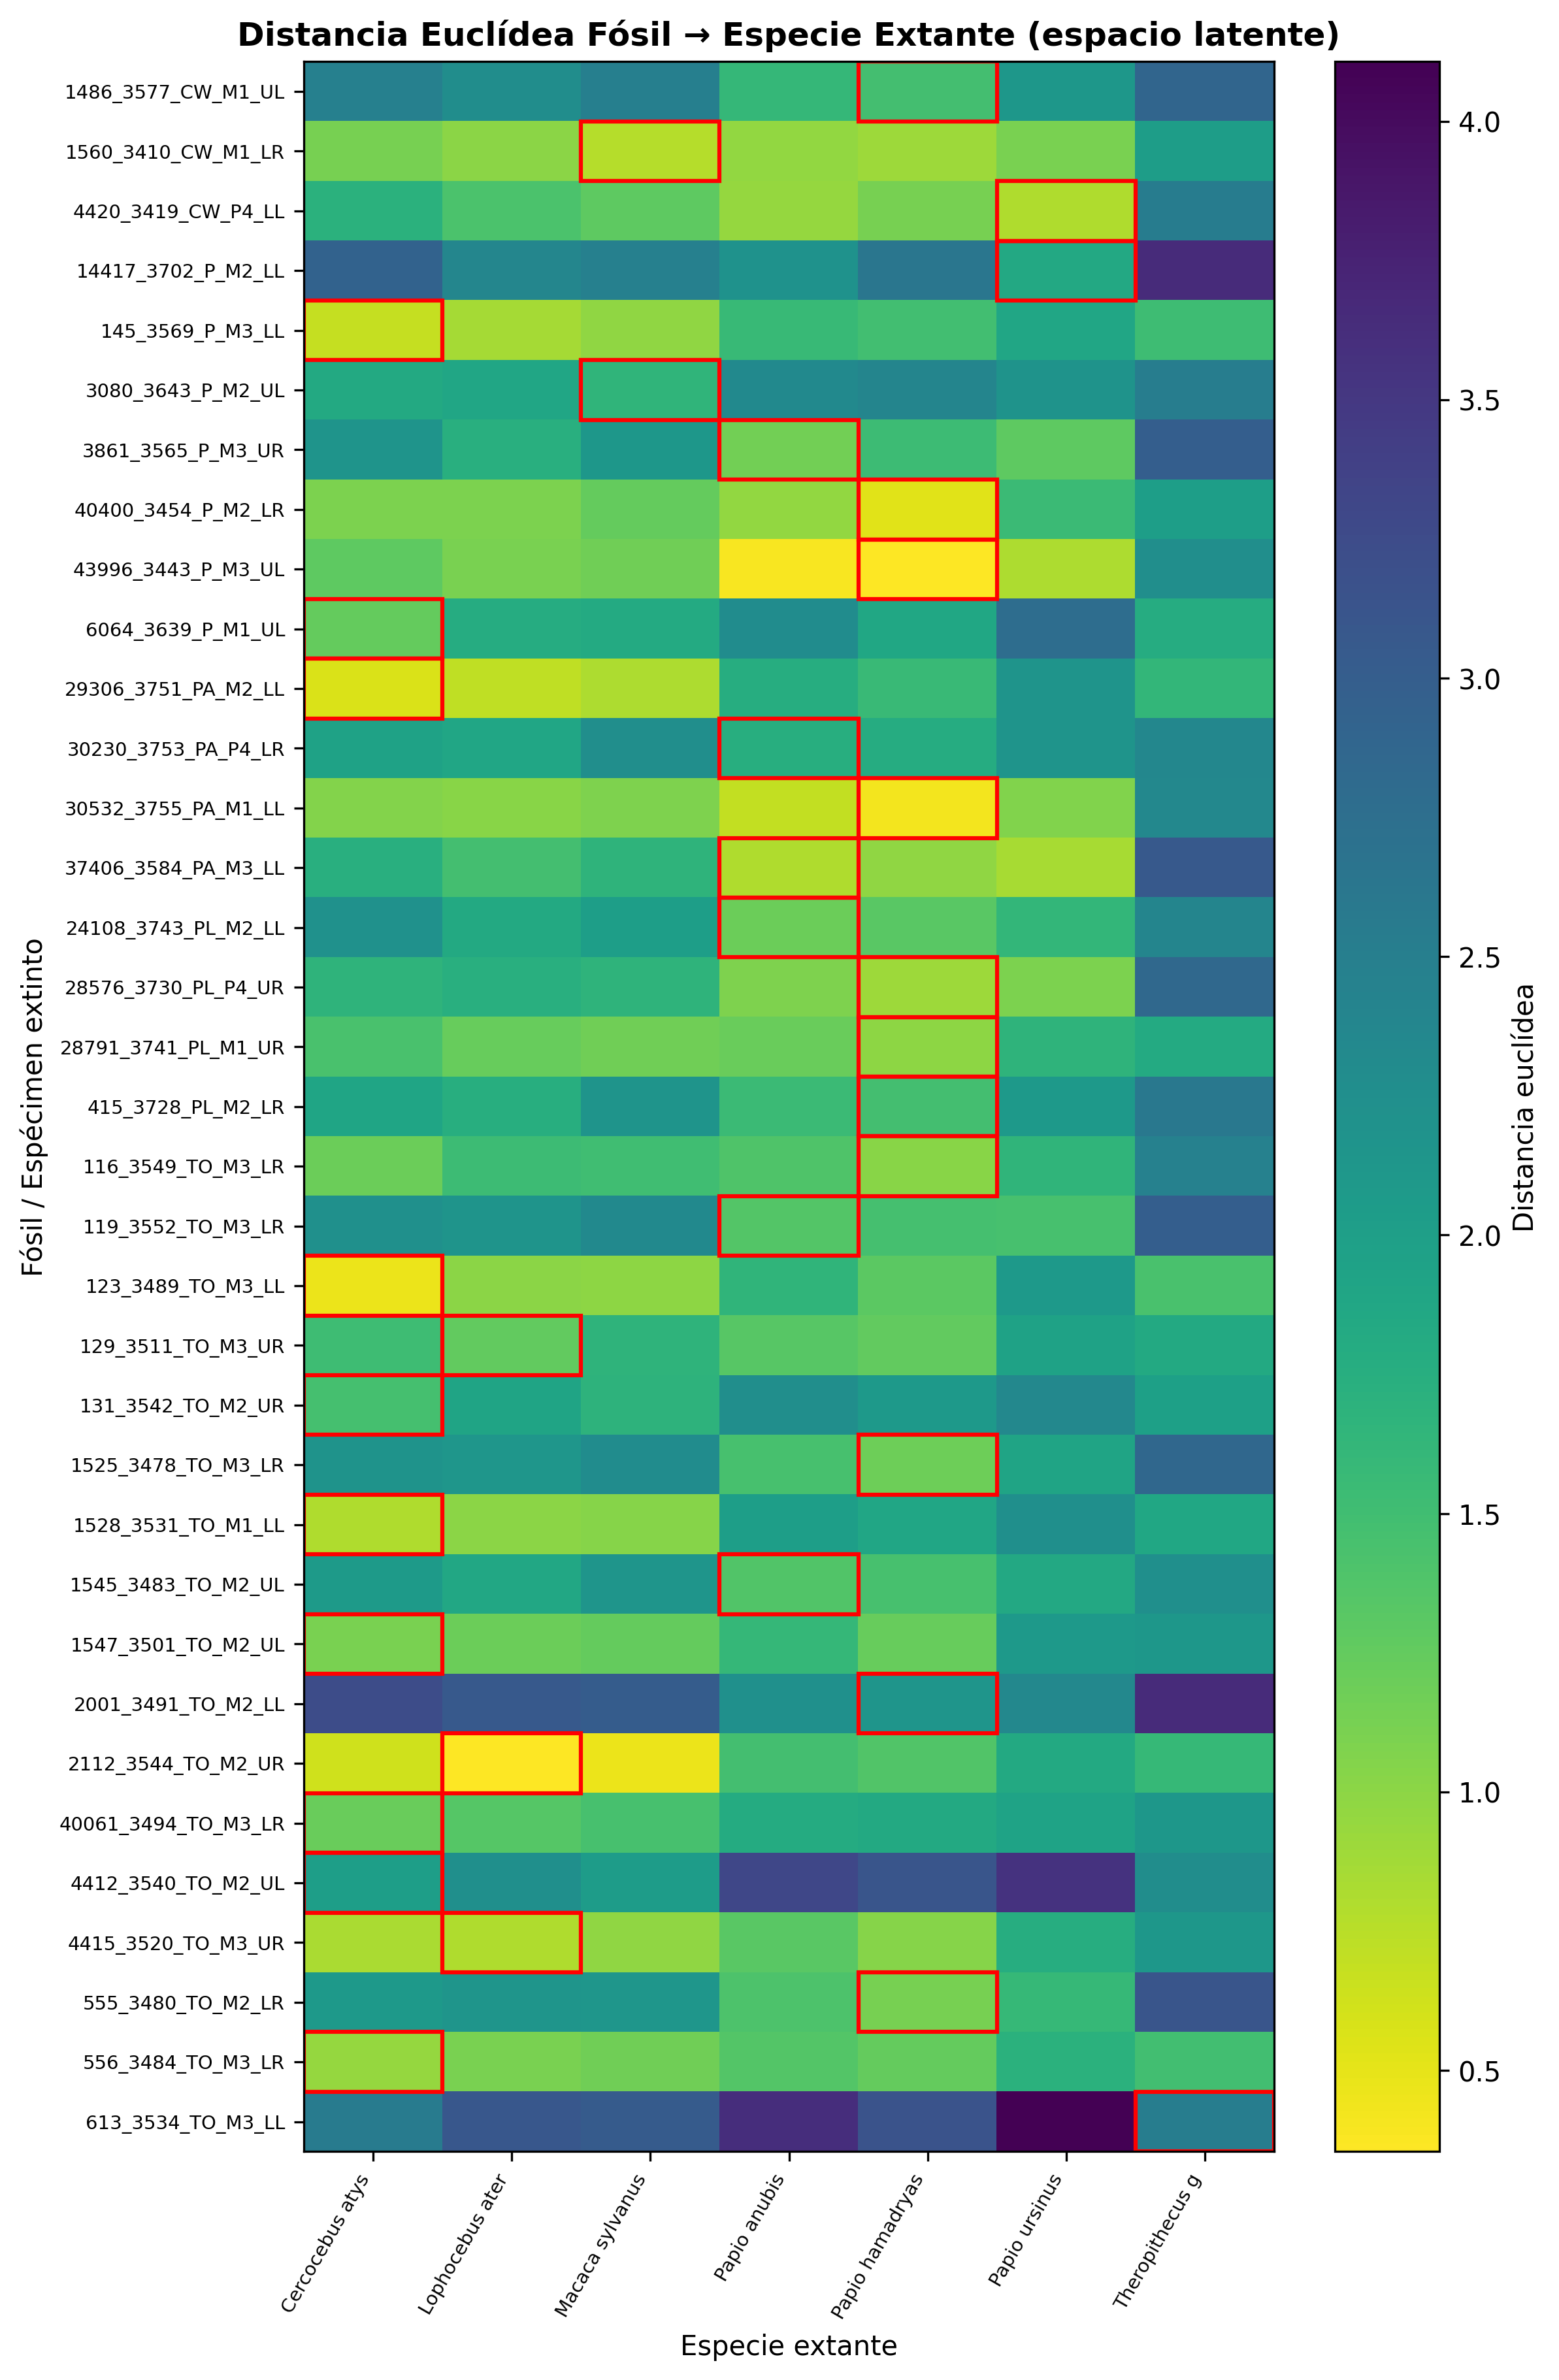 Distancia Euclídea Fósil → Especie Extante (espacio latente)
Fósil / Espécimen extinto
1486_3577_CW_M1_UL
1560_3410_CW_M1_LR
4420_3419_CW_P4_LL
14417_3702_P_M2_LL
145_3569_P_M3_LL
3080_3643_P_M2_UL
3861_3565_P_M3_UR
40400_3454_P_M2_LR
43996_3443_P_M3_UL
6064_3639_P_M1_UL
29306_3751_PA_M2_LL
30230_3753_PA_P4_LR
30532_3755_PA_M1_LL
37406_3584_PA_M3_LL
24108_3743_PL_M2_LL
28576_3730_PL_P4_UR
28791_3741_PL_M1_UR
415_3728_PL_M2_LR
116_3549_TO_M3_LR
119_3552_TO_M3_LR
123_3489_TO_M3_LL
129_3511_TO_M3_UR
131_3542_TO_M2_UR
1525_3478_TO_M3_LR
1528_3531_TO_M1_LL
1545_3483_TO_M2_UL
1547_3501_TO_M2_UL
2001_3491_TO_M2_LL
2112_3544_TO_M2_UR
40061_3494_TO_M3_LR
4412_3540_TO_M2_UL
4415_3520_TO_M3_UR
555_3480_TO_M2_LR
556_3484_TO_M3_LR
613_3534_TO_M3_LL
Cercocebus atys
Lophocebus ater
Macaca sylvanus
Papio anubis
Papio hamadryas
Papio ursinus
Theropithecus g
Especie extante
4.0
3.5
3.0
2.5
2.0
1.5
1.0
0.5
Distancia euclídea